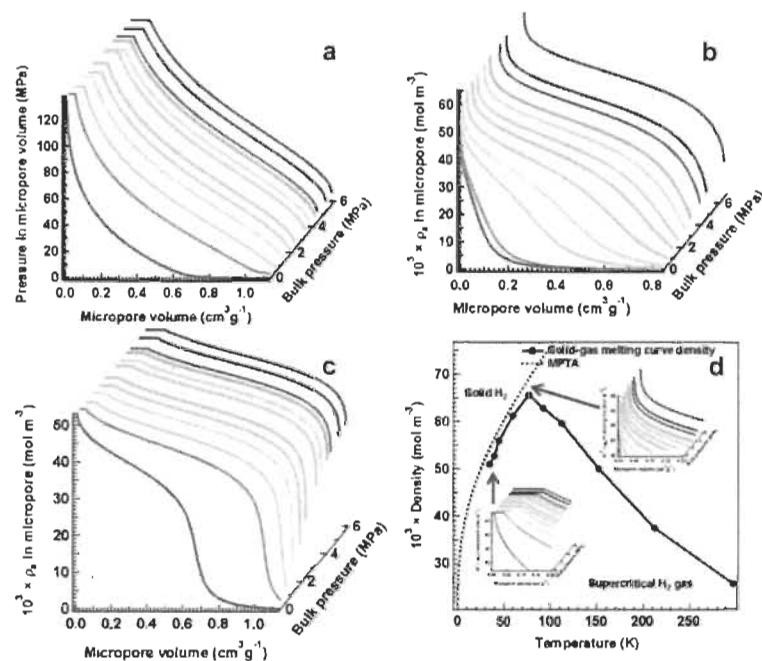 a
Pressure in micropore volume (MPa)
120
100
80
60
40
20
0
0.0 0.2 0.4 0.6 0.8 1.0
Micropore volume (cm³g⁻¹)
0 2 4 6
Bulk pressure (MPa)
b
10³ × ρₐ in micropore (mol m⁻³)
60
50
40
30
20
10
0
0.0 0.2 0.4 0.6 0.8
Micropore volume (cm³g⁻¹)
0 2 4 6
Bulk pressure (MPa)
c
10³ × ρₐ in micropore (mol m⁻³)
50
40
30
20
10
0
0.0 0.2 0.4 0.6 0.8 1.0
Micropore volume (cm³g⁻¹)
0 2 4 6
Bulk pressure (MPa)
d
Solid-gas melting curve density
MPTA
Solid H₂
Supercritical H₂ gas
10³ × Density (mol m⁻³)
70
60
50
40
30
0 50 100 150 200 250
Temperature (K)